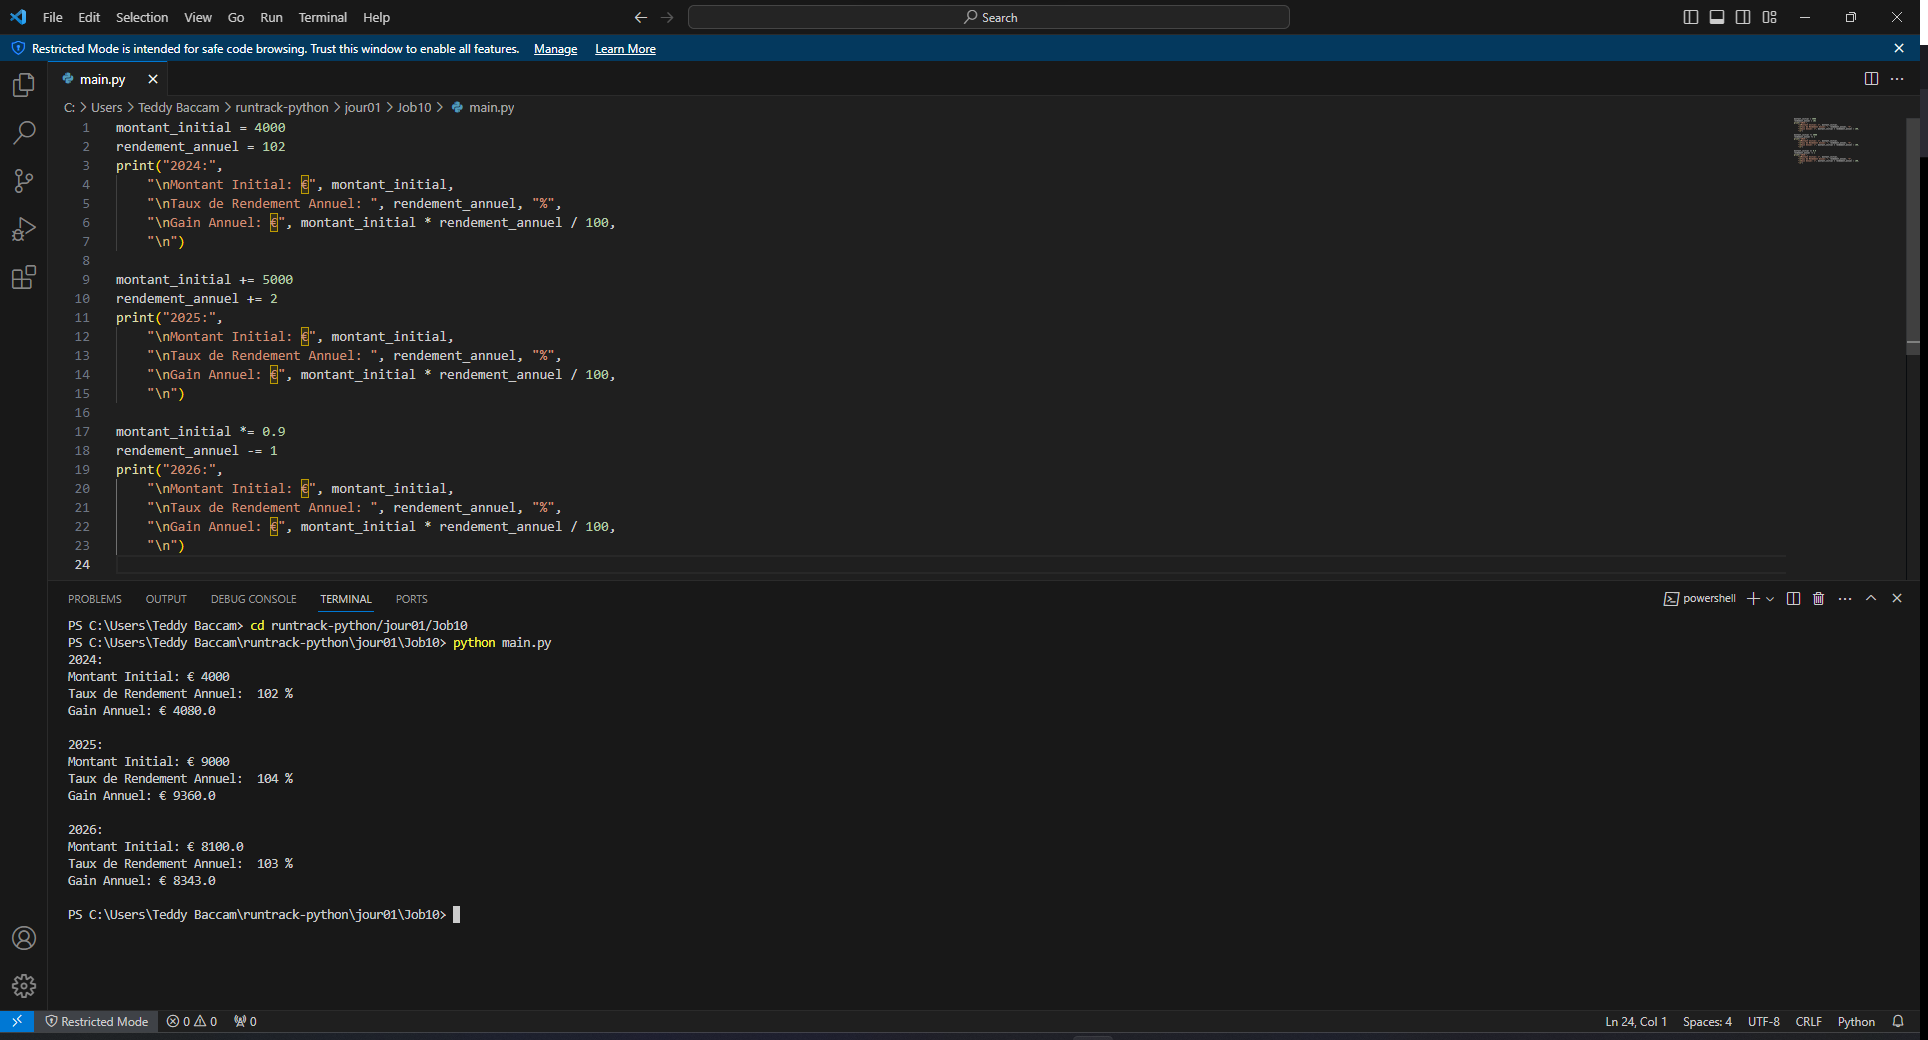 File Edit Selection View Go Run Terminal Help
Search
Restricted Mode is intended for safe code browsing. Trust this window to enable all features. Manage Learn More
main.py
C: > Users > Teddy Baccam > runtrack-python > jour01 > Job10 > main.py
1 montant_initial = 4000
2 rendement_annuel = 102
3 print("2024:",
4 "\nMontant Initial: €", montant_initial,
5 "\nTaux de Rendement Annuel: ", rendement_annuel, "%",
6 "\nGain Annuel: €", montant_initial * rendement_annuel / 100,
7 "\n")
8
9 montant_initial += 5000
10 rendement_annuel += 2
11 print("2025:",
12 "\nMontant Initial: €", montant_initial,
13 "\nTaux de Rendement Annuel: ", rendement_annuel, "%",
14 "\nGain Annuel: €", montant_initial * rendement_annuel / 100,
15 "\n")
16
17 montant_initial *= 0.9
18 rendement_annuel -= 1
19 print("2026:",
20 "\nMontant Initial: €", montant_initial,
21 "\nTaux de Rendement Annuel: ", rendement_annuel, "%",
22 "\nGain Annuel: €", montant_initial * rendement_annuel / 100,
23 "\n")
24
PROBLEMS OUTPUT DEBUG CONSOLE TERMINAL PORTS
powershell
PS C:\Users\Teddy Baccam> cd runtrack-python/jour01/Job10
PS C:\Users\Teddy Baccam\runtrack-python\jour01\Job10> python main.py
2024:
Montant Initial: € 4000
Taux de Rendement Annuel:  102 %
Gain Annuel: € 4080.0
2025:
Montant Initial: € 9000
Taux de Rendement Annuel:  104 %
Gain Annuel: € 9360.0
2026:
Montant Initial: € 8100.0
Taux de Rendement Annuel:  103 %
Gain Annuel: € 8343.0
PS C:\Users\Teddy Baccam\runtrack-python\jour01\Job10>
Restricted Mode 0 0 0 Ln 24, Col 1 Spaces: 4 UTF-8 CRLF Python